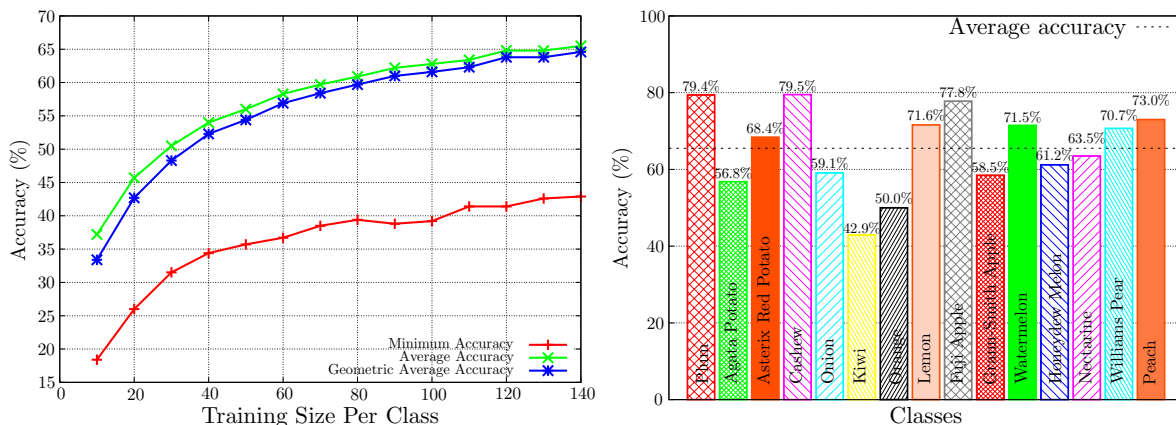 70
65
60
55
50
45
40
35
30
25
20
15
Accuracy (%)
Minimum Accuracy
Average Accuracy
Geometric Average Accuracy
0 20 40 60 80 100 120 140
Training Size Per Class
100
80
60
40
20
0
Accuracy (%)
Average accuracy
79.4%
56.8%
68.4%
79.5%
59.1%
42.9%
50.0%
71.6%
77.8%
58.5%
71.5%
61.2%
63.5%
70.7%
73.0%
Plum
Agata Potato
Asterix Red Potato
Cashew
Onion
Kiwi
Orange
Lemon
Fuji Apple
Granny-Smith Apple
Watermelon
Honeydew Melon
Nectarine
Williams Pear
Peach
Classes